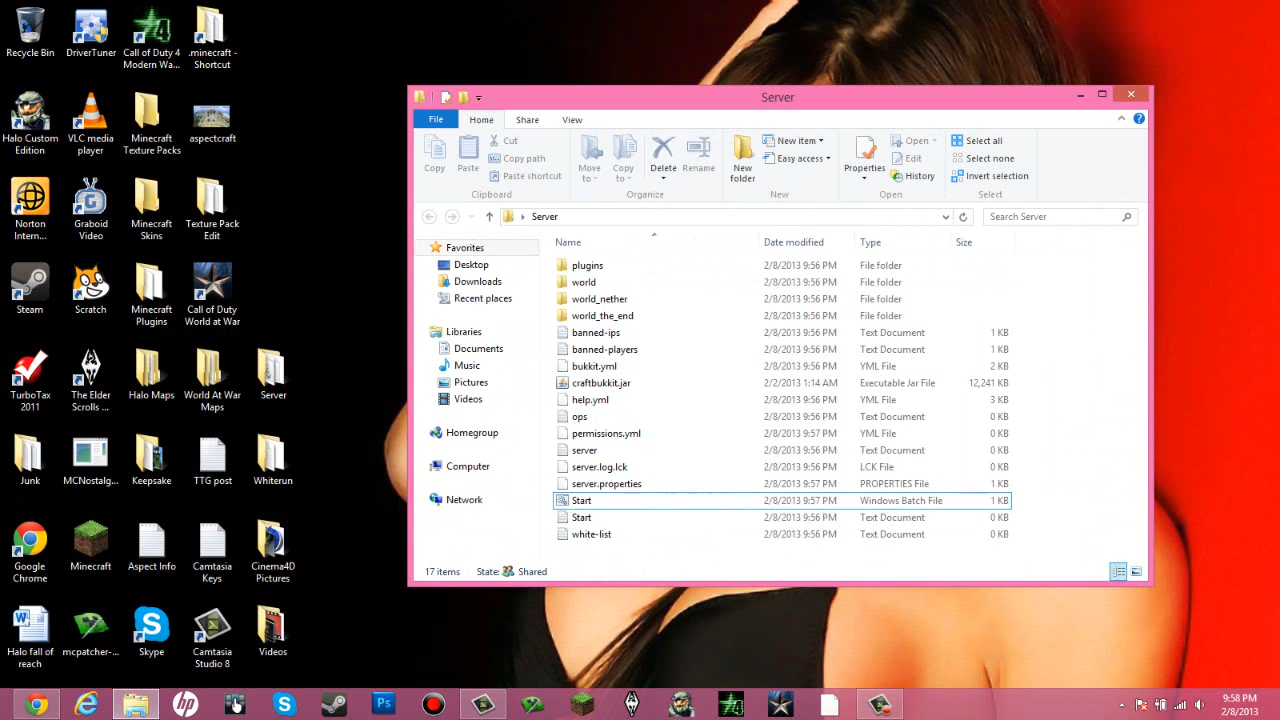 Recycle Bin
DriverTuner
Call of Duty 4
Modern Wa...
.minecraft -
Shortcut
Halo Custom
Edition
VLC media
player
Minecraft
Texture Packs
aspectcraft
Norton
Intern...
Graboid
Video
Minecraft
Skins
Texture Pack
Edit
Steam
Scratch
Minecraft
Plugins
Call of Duty
World at War
TurboTax
2011
The Elder
Scrolls ...
Halo Maps
World At War
Maps
Server
Junk
MCNostalg...
Keepsake
TTG post
Whiterun
Google
Chrome
Minecraft
Aspect Info
Camtasia
Keys
Cinema4D
Pictures
Halo fall of
reach
mcpatcher-...
Skype
Camtasia
Studio 8
Videos
Server
File Home Share View
Copy
Paste
Cut
Copy path
Paste shortcut
Clipboard
Move
to
Copy
to
Delete
Rename
Organize
New
folder
New item
Easy access
New
Properties
Open
Edit
History
Open
Select all
Select none
Invert selection
Select
Server
Search Server
Favorites
Desktop
Downloads
Recent places
Libraries
Documents
Music
Pictures
Videos
Homegroup
Computer
Network
Name Date modified Type Size
plugins 2/8/2013 9:56 PM File folder
world 2/8/2013 9:56 PM File folder
world_nether 2/8/2013 9:56 PM File folder
world_the_end 2/8/2013 9:56 PM File folder
banned-ips 2/8/2013 9:56 PM Text Document 1 KB
banned-players 2/8/2013 9:56 PM Text Document 1 KB
bukkit.yml 2/8/2013 9:56 PM YML File 2 KB
craftbukkit.jar 2/2/2013 1:14 AM Executable Jar File 12,241 KB
help.yml 2/8/2013 9:56 PM YML File 3 KB
ops 2/8/2013 9:56 PM Text Document 0 KB
permissions.yml 2/8/2013 9:57 PM YML File 0 KB
server 2/8/2013 9:57 PM Text Document 0 KB
server.log.lck 2/8/2013 9:56 PM LCK File 0 KB
server.properties 2/8/2013 9:57 PM PROPERTIES File 1 KB
Start 2/8/2013 9:57 PM Windows Batch File 1 KB
Start 2/8/2013 9:56 PM Text Document 0 KB
white-list 2/8/2013 9:56 PM Text Document 0 KB
17 items State: Shared
9:58 PM
2/8/2013